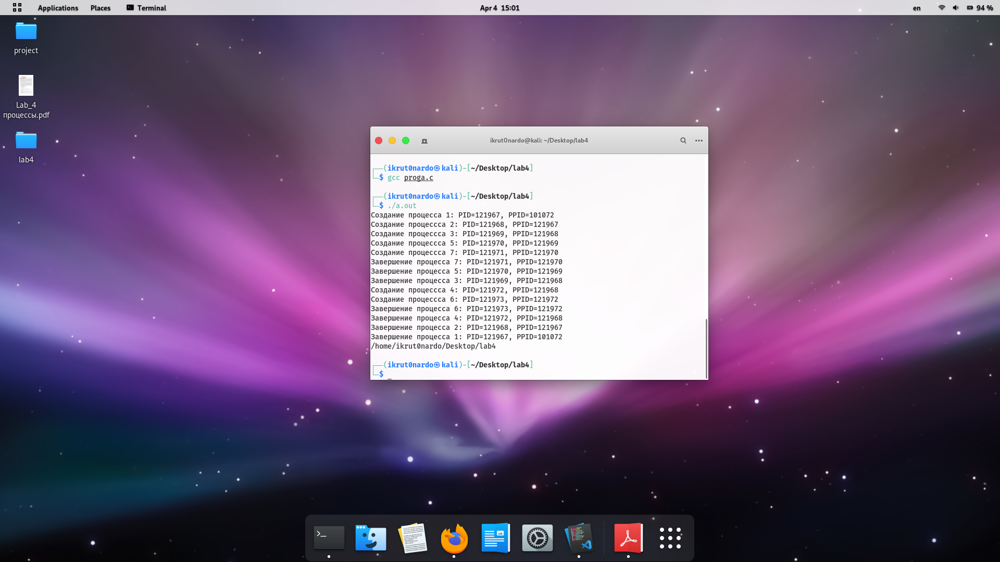 Applications Places Terminal Apr 4 15:01 en 94 %
project
Lab_4
процессы.pdf
lab4
ikrut0nardo@kali: ~/Desktop/lab4
┌──(ikrut0nardo㉿kali)-[~/Desktop/lab4]
└─$ gcc proga.c
┌──(ikrut0nardo㉿kali)-[~/Desktop/lab4]
└─$ ./a.out
Создание процесса 1: PID=121967, PPID=101072
Создание процессса 2: PID=121968, PPID=121967
Создание процессса 3: PID=121969, PPID=121968
Создание процессса 5: PID=121970, PPID=121969
Создание процессса 7: PID=121971, PPID=121970
Завершение процесса 7: PID=121971, PPID=121970
Завершение процесса 5: PID=121970, PPID=121969
Завершение процесса 3: PID=121969, PPID=121968
Создание процессса 4: PID=121972, PPID=121968
Создание процессса 6: PID=121973, PPID=121972
Завершение процесса 6: PID=121973, PPID=121972
Завершение процесса 4: PID=121972, PPID=121968
Завершение процесса 2: PID=121968, PPID=121967
Завершение процесса 1: PID=121967, PPID=101072
/home/ikrut0nardo/Desktop/lab4
┌──(ikrut0nardo㉿kali)-[~/Desktop/lab4]
└─$ _